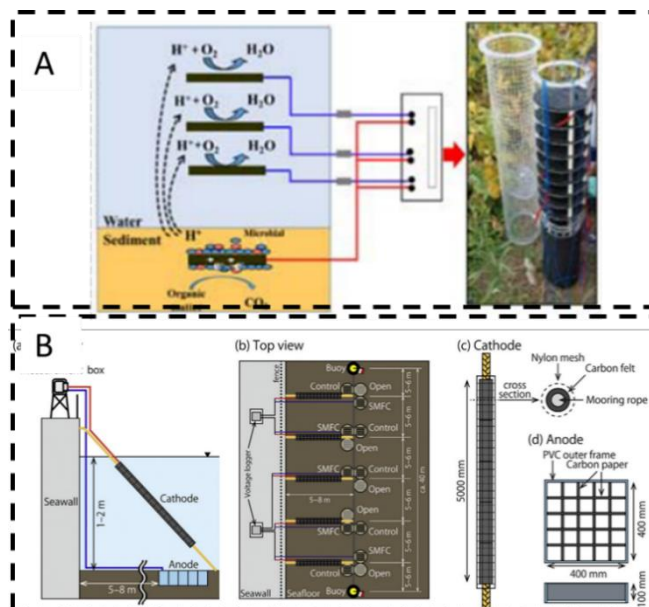 A
H⁺ + O₂ H₂O
H⁺ + O₂ H₂O
H⁺ + O₂ H₂O
Water
Sediment
H⁺
Microbial
Organic
CO₂
B
box
Seawall
1–2 m
Cathode
Anode
5–8 m
(b) Top view
fence
Buoy
Control
Open
SMFC
SMFC
Control
Open
Voltage logger
SMFC
Control
Open
5–8 m
Open
Control
SMFC
SMFC
Control
Open
Buoy
5–6 m
5–6 m
5–6 m
5–6 m
5–6 m
5–6 m
ca. 40 m
Seawall
Seafloor
(c) Cathode
5000 mm
cross
section
Nylon mesh
Carbon felt
Mooring rope
(d) Anode
PVC outer frame
Carbon paper
400 mm
400 mm
100 mm